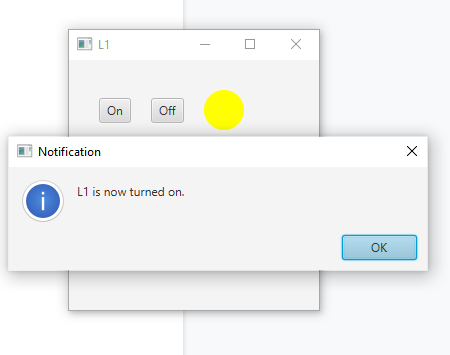 L1
On
Off
Notification
L1 is now turned on.
OK